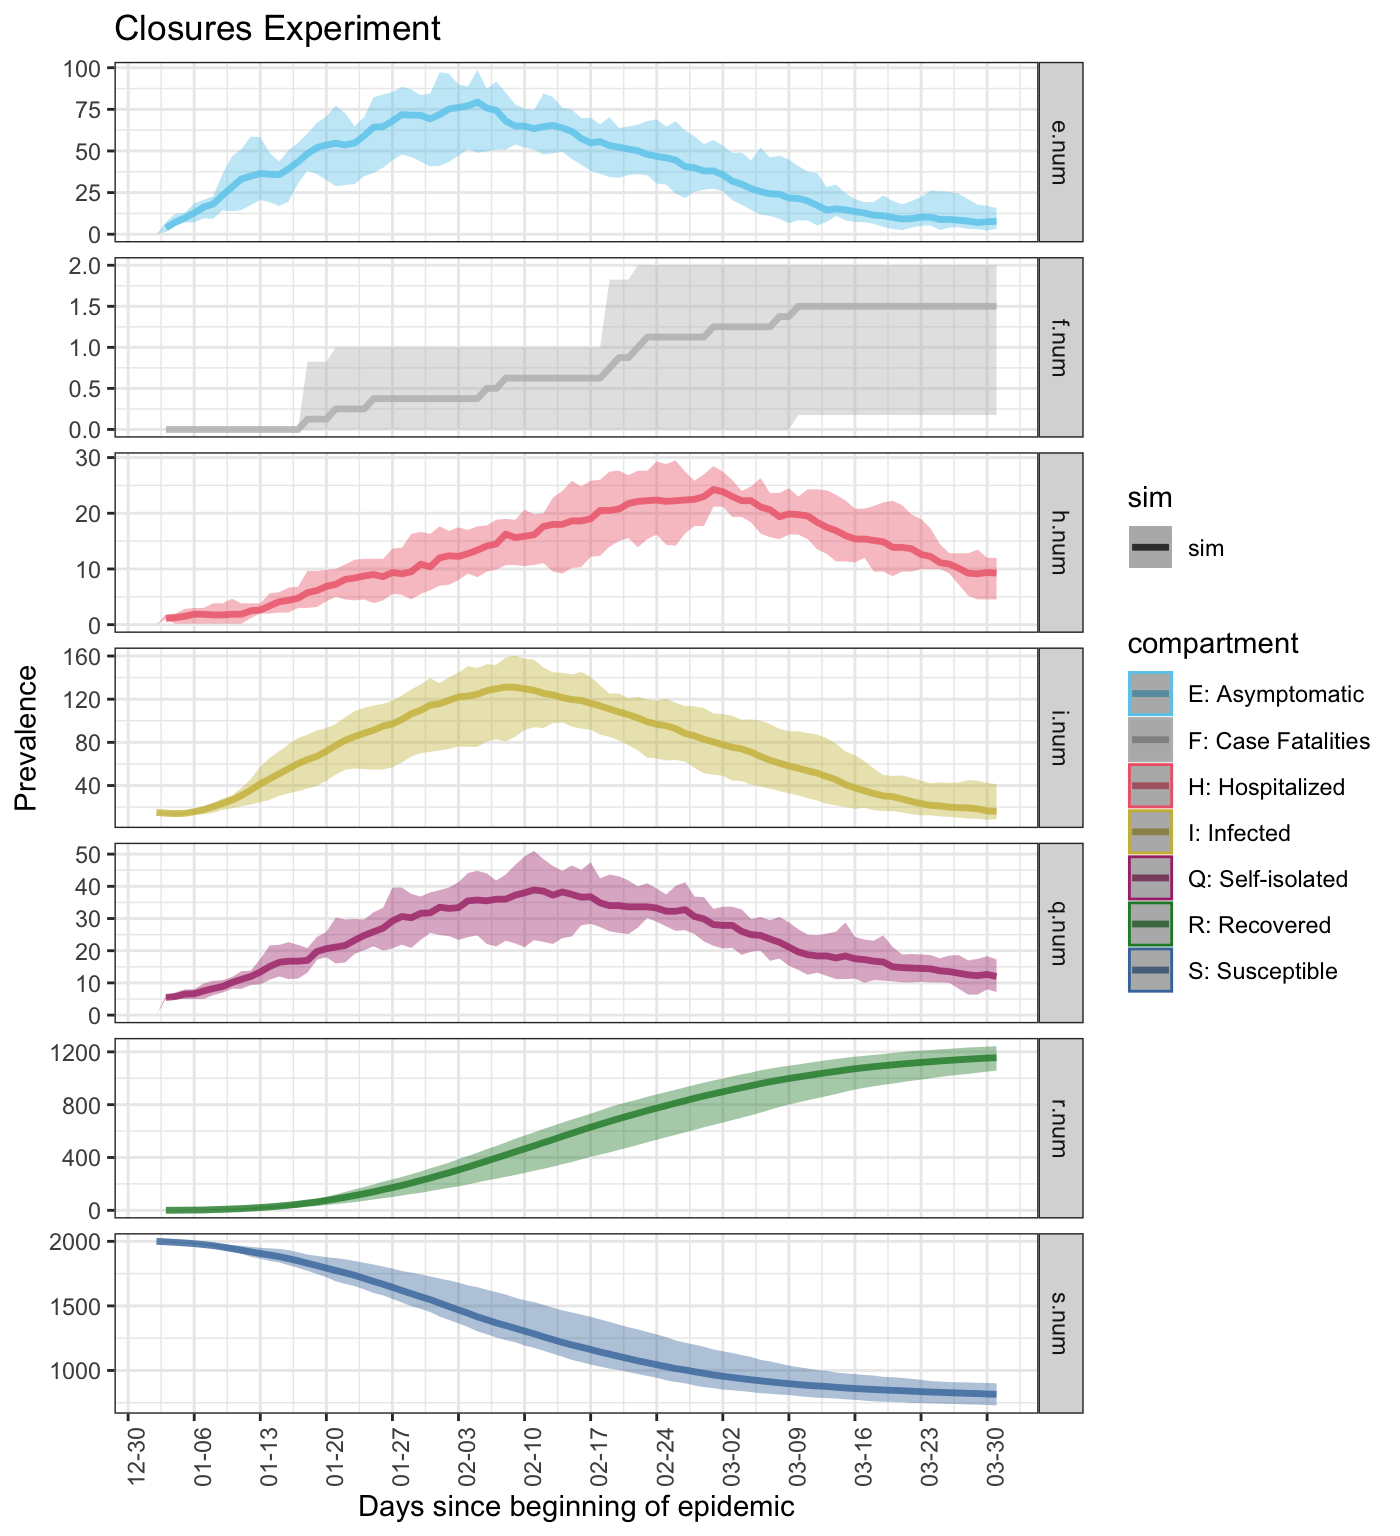 Closures Experiment
100
75
50
25
0
e.num
2.0
1.5
1.0
0.5
0.0
f.num
30
20
10
0
h.num
160
120
80
40
i.num
50
40
30
20
10
0
q.num
1200
800
400
0
r.num
2000
1500
1000
s.num
Prevalence
12-30 01-06 01-13 01-20 01-27 02-03 02-10 02-17 02-24 03-02 03-09 03-16 03-23 03-30
Days since beginning of epidemic
sim
sim
compartment
E: Asymptomatic
F: Case Fatalities
H: Hospitalized
I: Infected
Q: Self-isolated
R: Recovered
S: Susceptible